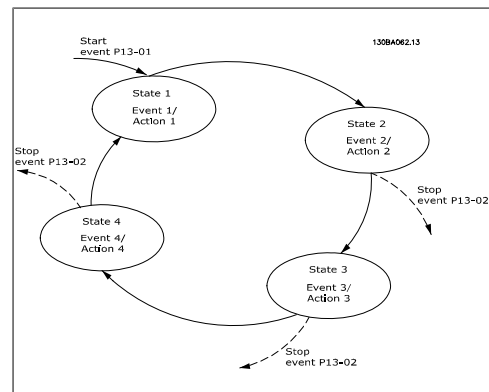 Start
event P13-01
130BA062.13
State 1
Event 1/
Action 1
State 2
Event 2/
Action 2
Stop
event P13-02
Stop
event P13-02
State 4
Event 4/
Action 4
State 3
Event 3/
Action 3
Stop
event P13-02